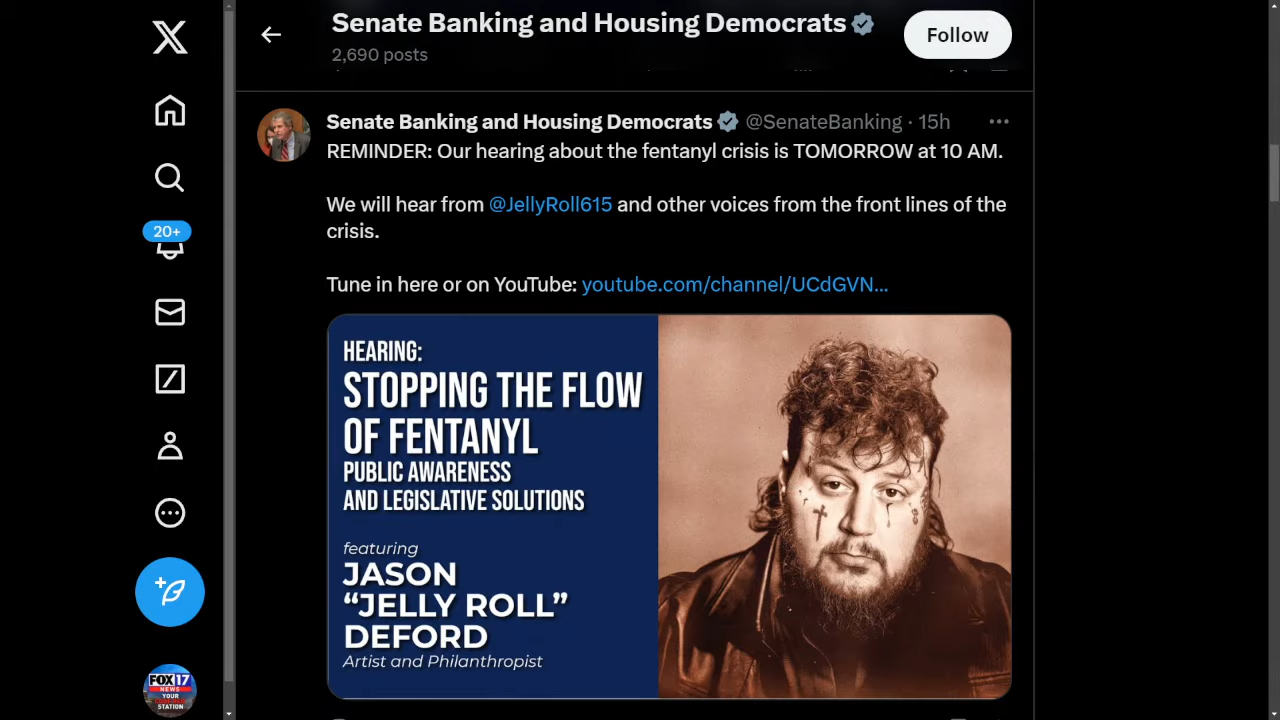 Senate Banking and Housing Democrats
2,690 posts
Follow
20+
Senate Banking and Housing Democrats @SenateBanking · 15h
REMINDER: Our hearing about the fentanyl crisis is TOMORROW at 10 AM.
We will hear from @JellyRoll615 and other voices from the front lines of the
crisis.
Tune in here or on YouTube: youtube.com/channel/UCdGVN...
HEARING:
STOPPING THE FLOW
OF FENTANYL
PUBLIC AWARENESS
AND LEGISLATIVE SOLUTIONS
featuring
JASON
“JELLY ROLL”
DEFORD
Artist and Philanthropist
FOX 17
NEWS
YOUR
STATION